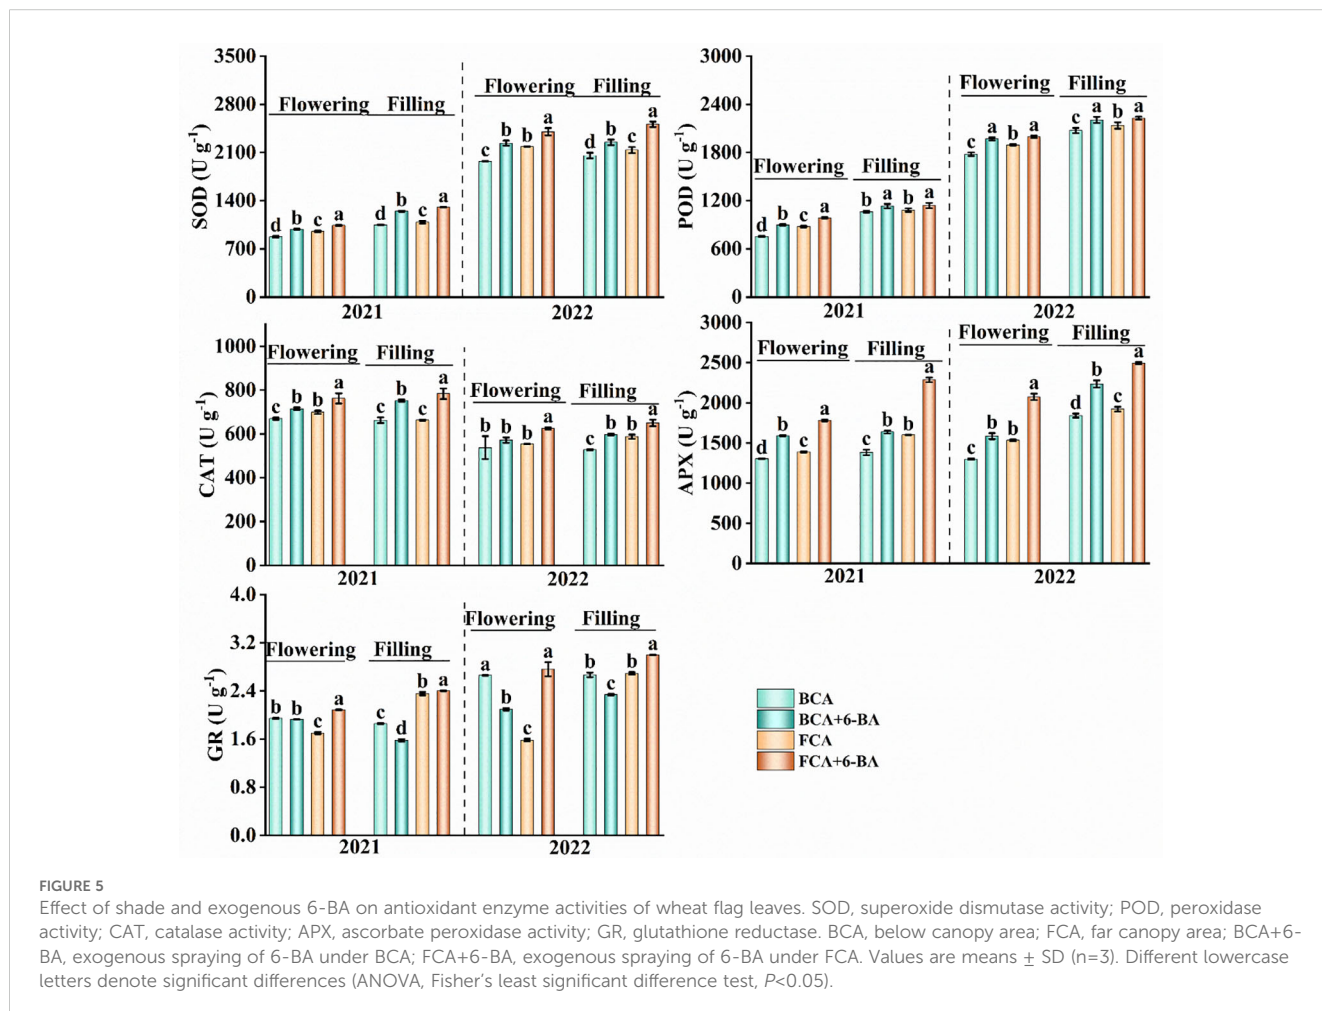 3500
2800
2100
1400
700
0
SOD (U g-1)
Flowering Filling
d b c a d b c a
Flowering Filling
c b b a d b c a
2021 2022
3000
2400
1800
1200
600
0
POD (U g-1)
Flowering Filling
d b c a b a b a
Flowering Filling
c a b a c a b a
2021 2022
1000
800
600
400
200
0
CAT (U g-1)
Flowering Filling
c b b a c b c a
Flowering Filling
b b b a c b b a
2021 2022
3000
2500
2000
1500
1000
500
0
APX (U g-1)
Flowering Filling
d b c a c b b a
Flowering Filling
c b b a d b c a
2021 2022
4.0
3.2
2.4
1.6
0.8
0.0
GR (U g-1)
Flowering Filling
b b c a c d b a
Flowering Filling
a b c a b c b a
2021 2022
BCA
BCA+6-BA
FCA
FCA+6-BA
FIGURE 5
Effect of shade and exogenous 6-BA on antioxidant enzyme activities of wheat flag leaves. SOD, superoxide dismutase activity; POD, peroxidase
activity; CAT, catalase activity; APX, ascorbate peroxidase activity; GR, glutathione reductase. BCA, below canopy area; FCA, far canopy area; BCA+6-
BA, exogenous spraying of 6-BA under BCA; FCA+6-BA, exogenous spraying of 6-BA under FCA. Values are means ± SD (n=3). Different lowercase
letters denote significant differences (ANOVA, Fisher's least significant difference test, P<0.05).